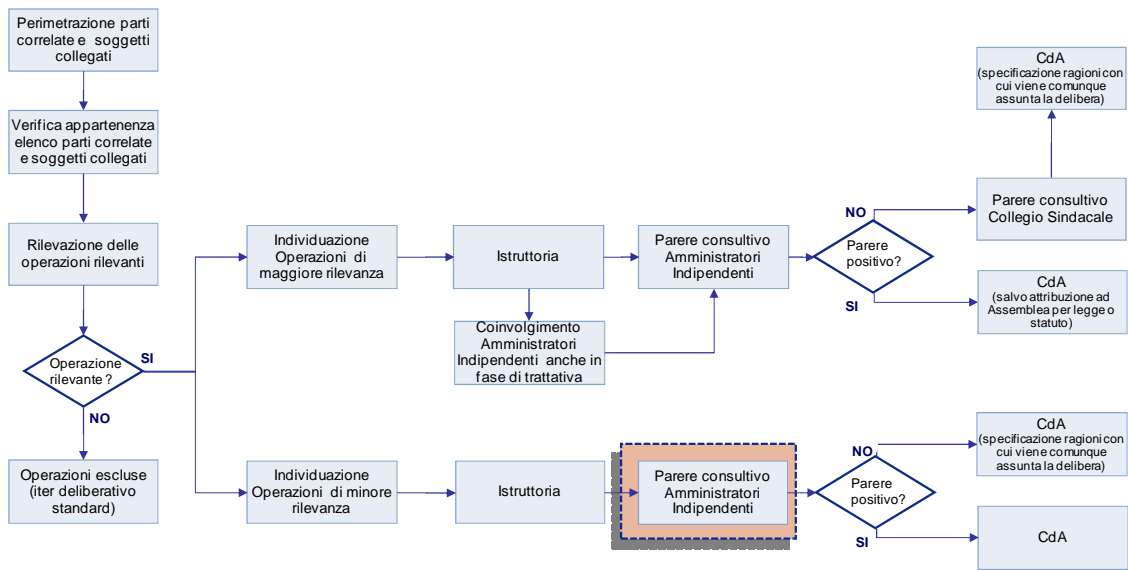 Perimetrazione parti
correlate e soggetti
collegati
Verifica appartenenza
elenco parti correlate
e soggetti collegati
Rilevazione delle
operazioni rilevanti
Operazione
rilevante?
SI
NO
Operazioni escluse
(iter deliberativo
standard)
Individuazione
Operazioni di
maggiore rilevanza
Istruttoria
Coinvolgimento
Amministratori
Indipendenti anche in
fase di trattativa
Parere consultivo
Amministratori
Indipendenti
Parere
positivo?
NO
SI
Parere consultivo
Collegio Sindacale
CdA
(specificazione ragioni con
cui viene comunque
assunta la delibera)
CdA
(salvo attribuzione ad
Assemblea per legge o
statuto)
Individuazione
Operazioni di minore
rilevanza
Istruttoria
Parere consultivo
Amministratori
Indipendenti
Parere
positivo?
NO
SI
CdA
(specificazione ragioni con
cui viene comunque
assunta la delibera)
CdA